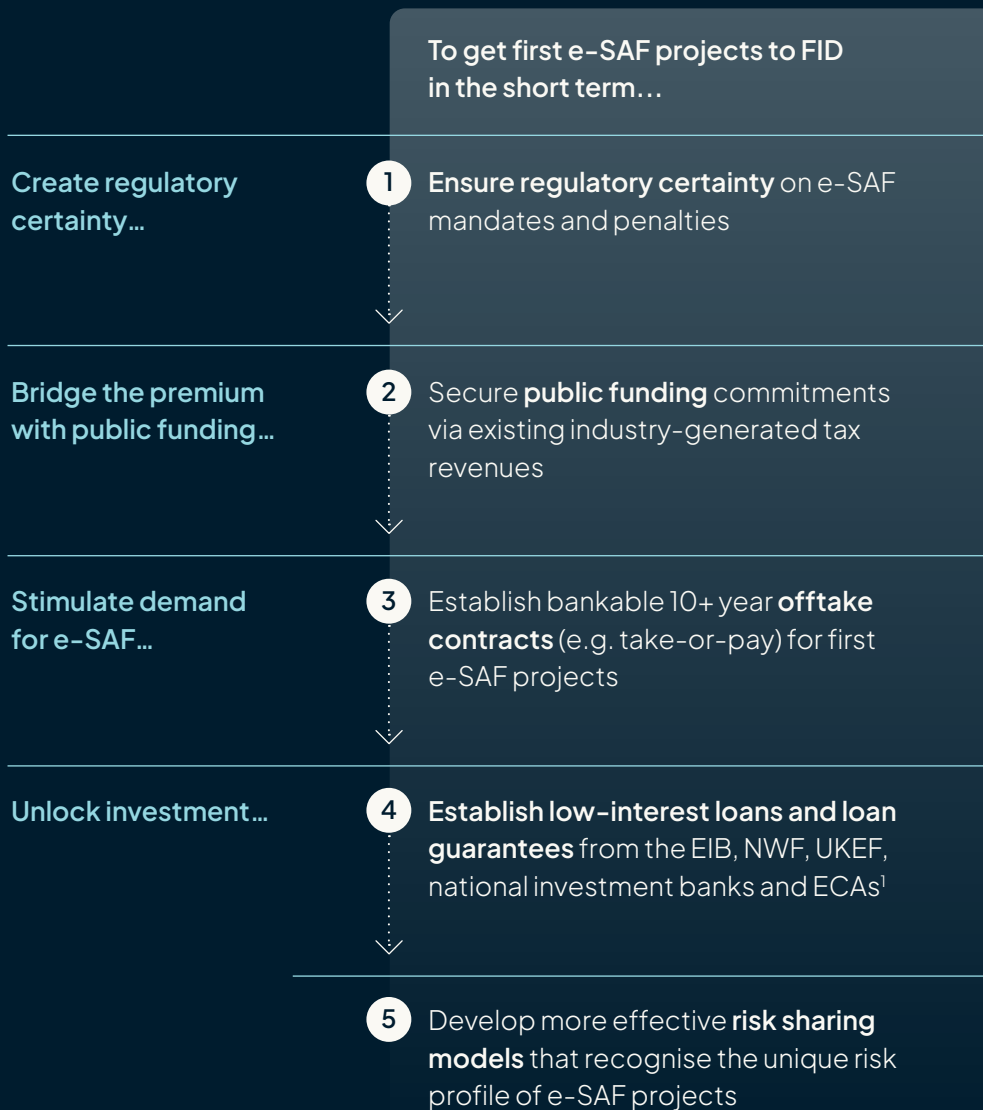 To get first e-SAF projects to FID
in the short term...
Create regulatory
certainty...
1
Ensure regulatory certainty on e-SAF
mandates and penalties
Bridge the premium
with public funding...
2
Secure public funding commitments
via existing industry-generated tax
revenues
Stimulate demand
for e-SAF...
3
Establish bankable 10+ year offtake
contracts (e.g. take-or-pay) for first
e-SAF projects
Unlock investment...
4
Establish low-interest loans and loan
guarantees from the EIB, NWF, UKEF,
national investment banks and ECAs¹
5
Develop more effective risk sharing
models that recognise the unique risk
profile of e-SAF projects